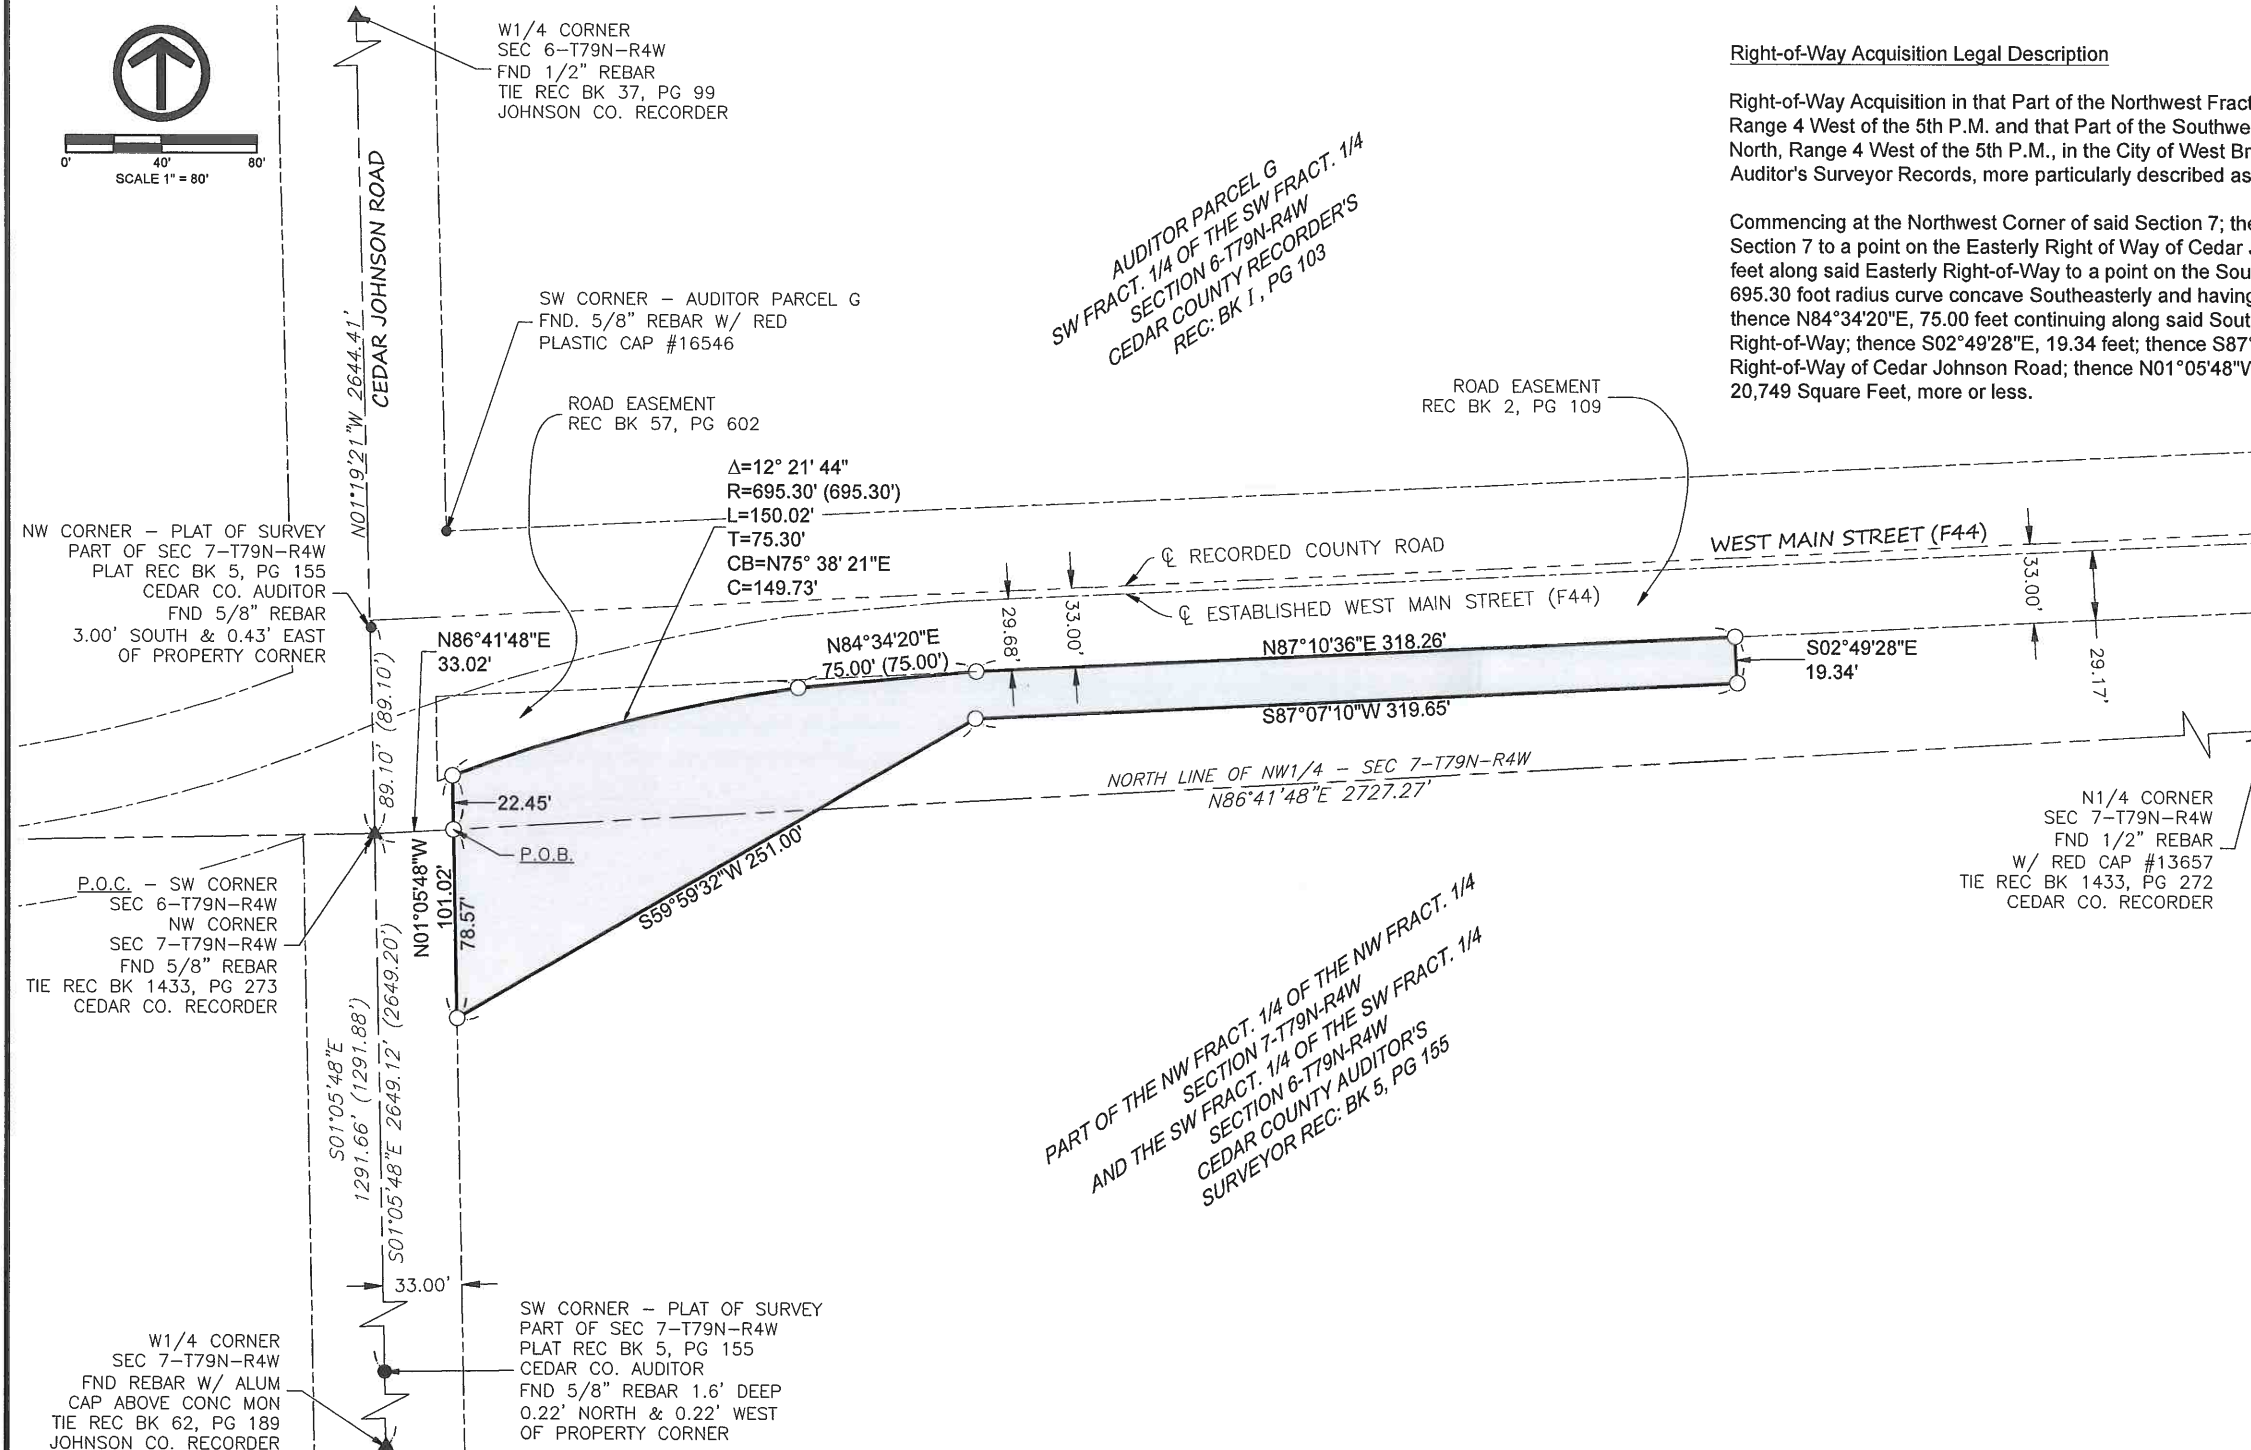 W1/4 CORNER
SEC 6-T79N-R4W
FND 1/2" REBAR
TIE REC BK 37, PG 99
JOHNSON CO. RECORDER
0' 40' 80'
SCALE 1" = 80'
Right-of-Way Acquisition Legal Description
Right-of-Way Acquisition in that Part of the Northwest Fract
Range 4 West of the 5th P.M. and that Part of the Southwe
North, Range 4 West of the 5th P.M., in the City of West Br
Auditor's Surveyor Records, more particularly described as
Commencing at the Northwest Corner of said Section 7; the
Section 7 to a point on the Easterly Right of Way of Cedar
feet along said Easterly Right-of-Way to a point on the Sou
695.30 foot radius curve concave Southeasterly and having
thence N84°34'20"E, 75.00 feet continuing along said Sout
Right-of-Way; thence S02°49'28"E, 19.34 feet; thence S87°
Right-of-Way of Cedar Johnson Road; thence N01°05'48"W
20,749 Square Feet, more or less.
N01°19'21"W 2644.41'
CEDAR JOHNSON ROAD
AUDITOR PARCEL G
SW FRACT. 1/4 OF THE SW FRACT. 1/4
SECTION 6-T79N-R4W
CEDAR COUNTY RECORDER'S
REC: BK I, PG 103
SW CORNER - AUDITOR PARCEL G
FND. 5/8" REBAR W/ RED
PLASTIC CAP #16546
ROAD EASEMENT
REC BK 57, PG 602
ROAD EASEMENT
REC BK 2, PG 109
Δ=12° 21' 44"
R=695.30' (695.30')
L=150.02'
T=75.30'
CB=N75° 38' 21"E
C=149.73'
NW CORNER - PLAT OF SURVEY
PART OF SEC 7-T79N-R4W
PLAT REC BK 5, PG 155
CEDAR CO. AUDITOR
FND 5/8" REBAR
3.00' SOUTH & 0.43' EAST
OF PROPERTY CORNER
℄ RECORDED COUNTY ROAD
WEST MAIN STREET (F44)
℄ ESTABLISHED WEST MAIN STREET (F44)
29.68'
33.00'
33.00'
29.17'
N86°41'48"E
33.02'
N84°34'20"E
75.00' (75.00')
N87°10'36"E 318.26'
S02°49'28"E
19.34'
S87°07'10"W 319.65'
89.10' (89.10')
22.45'
P.O.B.
NORTH LINE OF NW1/4 - SEC 7-T79N-R4W
N86°41'48"E 2727.27'
N1/4 CORNER
SEC 7-T79N-R4W
FND 1/2" REBAR
W/ RED CAP #13657
TIE REC BK 1433, PG 272
CEDAR CO. RECORDER
P.O.C. - SW CORNER
SEC 6-T79N-R4W
NW CORNER
SEC 7-T79N-R4W
FND 5/8" REBAR
TIE REC BK 1433, PG 273
CEDAR CO. RECORDER
N01°05'48"W
101.02'
78.57'
S59°59'32"W 251.00'
S01°05'48"E
1291.66' (1291.88')
S01°05'48"E 2649.12' (2649.20')
PART OF THE NW FRACT. 1/4 OF THE NW FRACT. 1/4
SECTION 7-T79N-R4W
AND THE SW FRACT. 1/4 OF THE SW FRACT. 1/4
SECTION 6-T79N-R4W
CEDAR COUNTY AUDITOR'S
SURVEYOR REC: BK 5, PG 155
33.00'
SW CORNER - PLAT OF SURVEY
PART OF SEC 7-T79N-R4W
PLAT REC BK 5, PG 155
CEDAR CO. AUDITOR
FND 5/8" REBAR 1.6' DEEP
0.22' NORTH & 0.22' WEST
OF PROPERTY CORNER
W1/4 CORNER
SEC 7-T79N-R4W
FND REBAR W/ ALUM
CAP ABOVE CONC MON
TIE REC BK 62, PG 189
JOHNSON CO. RECORDER